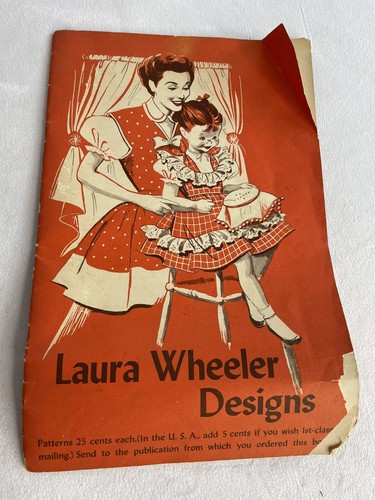 Laura Wheeler
Designs
Patterns 25 cents each.(In the U. S. A., add 5 cents if you wish Ist-class
mailing.) Send to the publication from which you ordered this